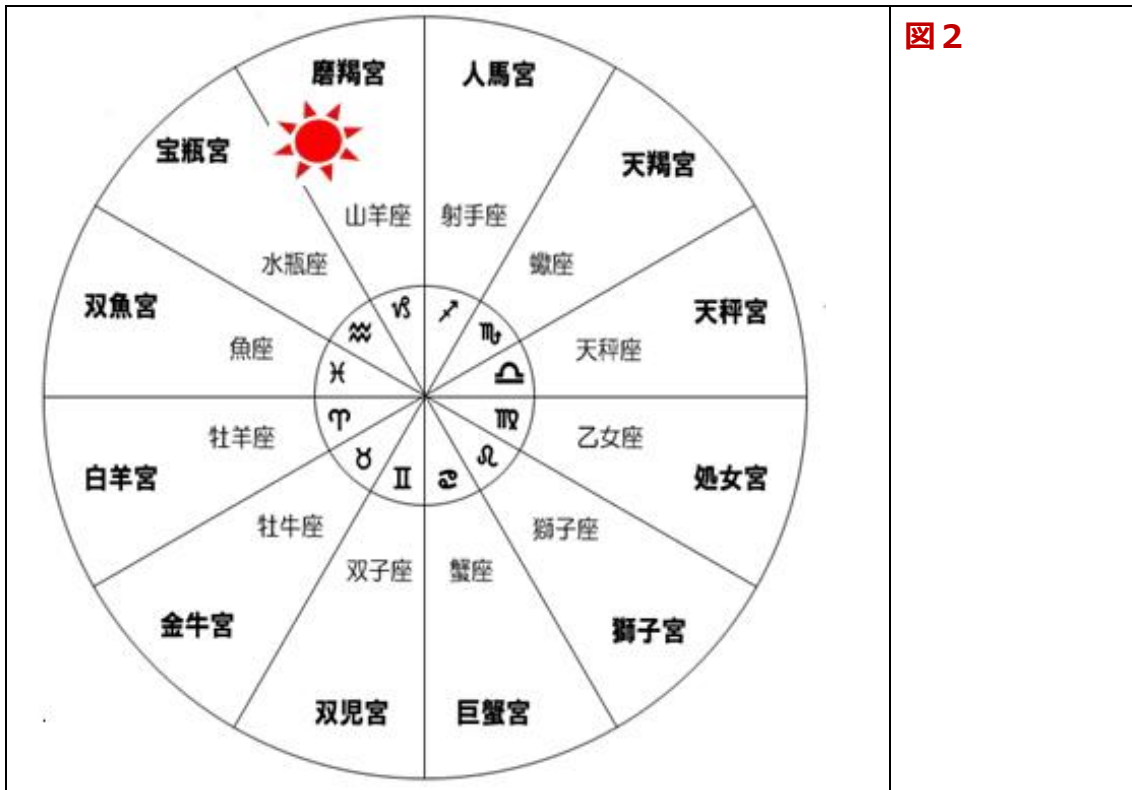 図2
磨羯宮
人馬宮
宝瓶宮
天羯宮
山羊座
射手座
水瓶座
蠍座
双魚宮
天秤宮
魚座
天秤座
♑ ♐
♒ ♏
♓ ♎
♈ ♍
♉ ♌
♊ ♋
牡羊座
乙女座
白羊宮
処女宮
牡牛座
獅子座
双子座
蟹座
金牛宮
獅子宮
双児宮
巨蟹宮